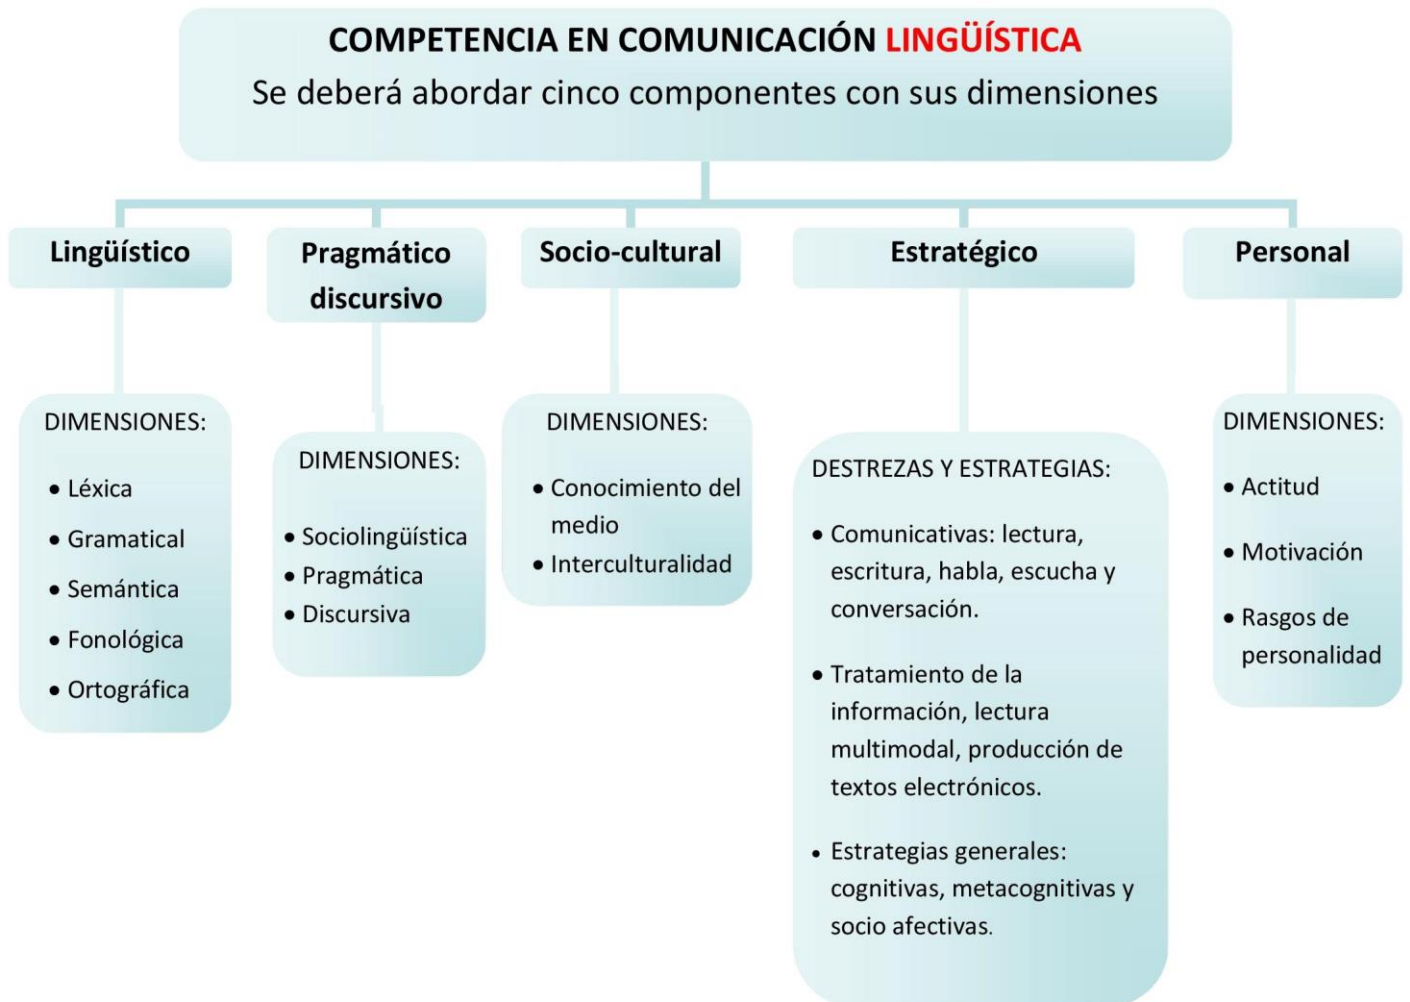 COMPETENCIA EN COMUNICACIÓN LINGÜÍSTICA
Se deberá abordar cinco componentes con sus dimensiones
Lingüístico
Pragmático
discursivo
Socio-cultural
Estratégico
Personal
DIMENSIONES:
• Léxica
• Gramatical
• Semántica
• Fonológica
• Ortográfica
DIMENSIONES:
• Sociolingüística
• Pragmática
• Discursiva
DIMENSIONES:
• Conocimiento del
medio
• Interculturalidad
DESTREZAS Y ESTRATEGIAS:
• Comunicativas: lectura,
escritura, habla, escucha y
conversación.
• Tratamiento de la
información, lectura
multimodal, producción de
textos electrónicos.
• Estrategias generales:
cognitivas, metacognitivas y
socio afectivas.
DIMENSIONES:
• Actitud
• Motivación
• Rasgos de
personalidad